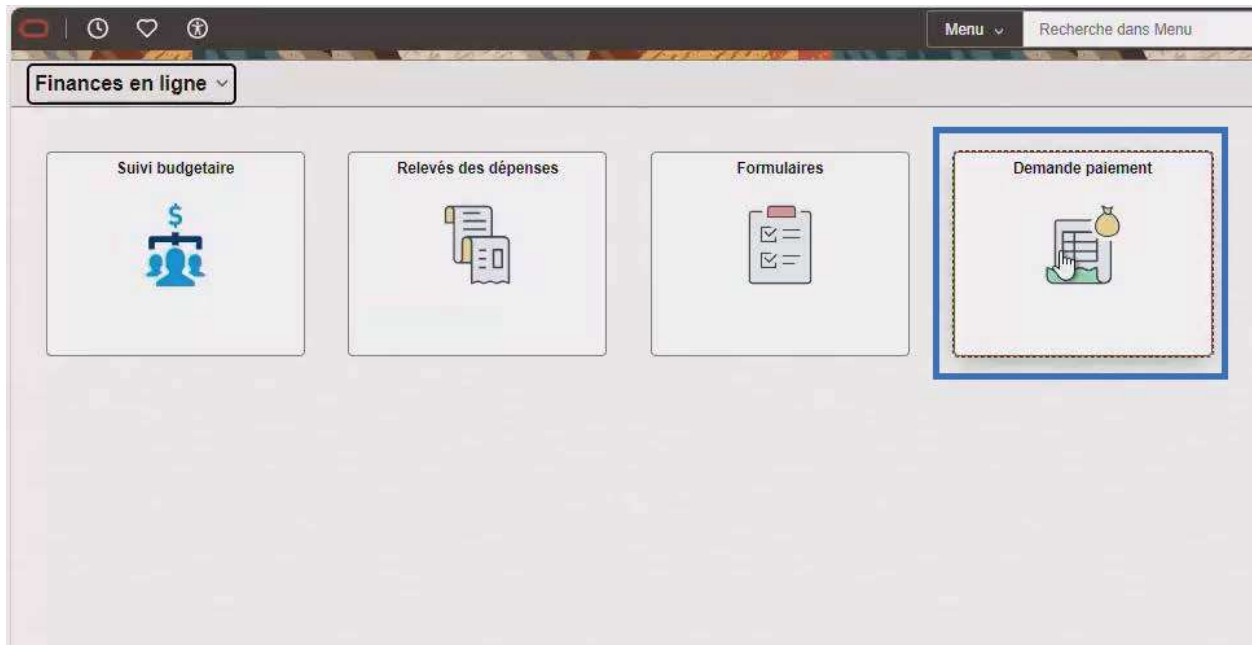 Menu
Recherche dans Menu
Finances en ligne
Suivi budgetaire
Relevés des dépenses
Formulaires
Demande paiement
$